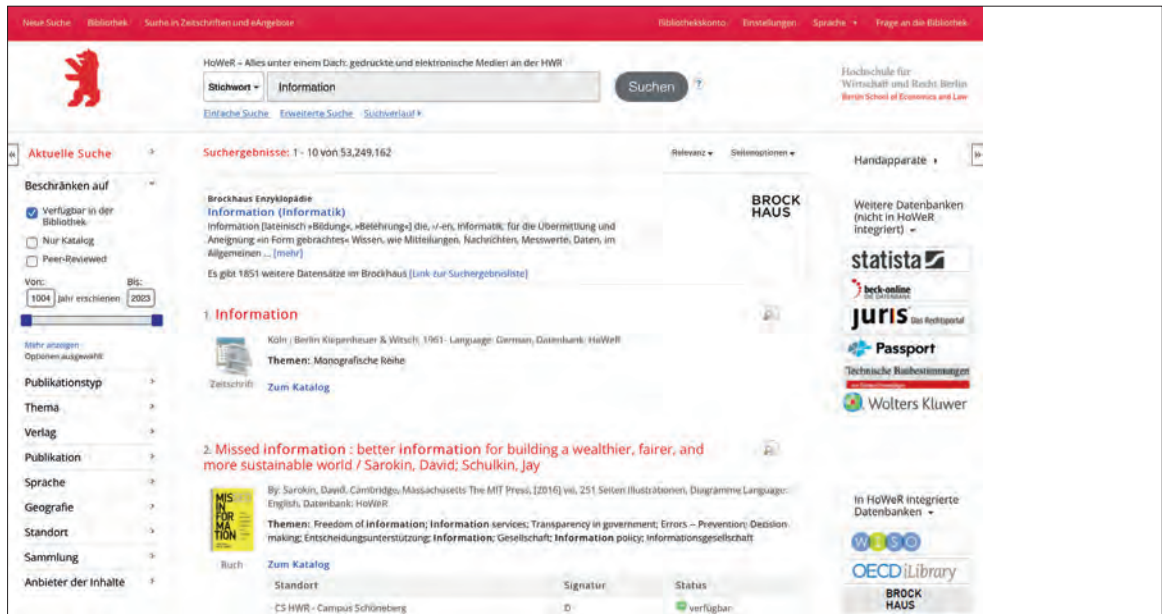 Neue Suche Bibliothek Suche in Zeitschriften und eAngebote Bibliothekskonto Einstellungen Sprache Frage an die Bibliothek
HoWeR – Alles unter einem Dach: gedruckte und elektronische Medien an der HWR
Stichwort Information Suchen ?
Einfache Suche Erweiterte Suche Suchverlauf
Hochschule für
Wirtschaft und Recht Berlin
Berlin School of Economics and Law
Aktuelle Suche
Beschränken auf
Verfügbar in der
Bibliothek
Nur Katalog
Peer-Reviewed
Von: Bis:
1004 Jahr erschienen 2023
Mehr anzeigen
Optionen ausgewählt
Publikationstyp
Thema
Verlag
Publikation
Sprache
Geografie
Standort
Sammlung
Anbieter der Inhalte
Suchergebnisse: 1 - 10 von 53,249,162 Relevanz Seitenoptionen
Brockhaus Enzyklopädie
Information (Informatik)
Information [lateinisch »Bildung«, »Belehrung«] die, -/-en, Informatik: für die Übermittlung und
Aneignung »in Form gebrachtes« Wissen, wie Mitteilungen, Nachrichten, Messwerte, Daten, im
Allgemeinen ... [mehr]
Es gibt 1851 weitere Datensätze im Brockhaus [Link zur Suchergebnisliste]
BROCK
HAUS
1. Information
Köln ; Berlin Kiepenheuer & Witsch, 1961- Language: German, Datenbank: HoWeR
Themen: Monografische Reihe
Zeitschrift Zum Katalog
2. Missed information : better information for building a wealthier, fairer, and
more sustainable world / Sarokin, David; Schulkin, Jay
MIS
IN
FOR
MA
TION
By: Sarokin, David, Cambridge, Massachusetts The MIT Press, [2016] vii, 251 Seiten Illustrationen, Diagramme Language:
English, Datenbank: HoWeR
Themen: Freedom of information; Information services; Transparency in government; Errors – Prevention; Decision
making; Entscheidungsunterstützung; Information; Gesellschaft; Information policy; Informationsgesellschaft
Buch Zum Katalog
Standort Signatur Status
CS HWR - Campus Schöneberg D verfügbar
Handapparate
Weitere Datenbanken
(nicht in HoWeR
integriert)
statista
beck-online
DIE DATENBANK
juris Das Rechtsportal
Passport
Technische Baubestimmungen
Wolters Kluwer
In HoWeR integrierte
Datenbanken
WISO
OECD iLibrary
BROCK
HAUS